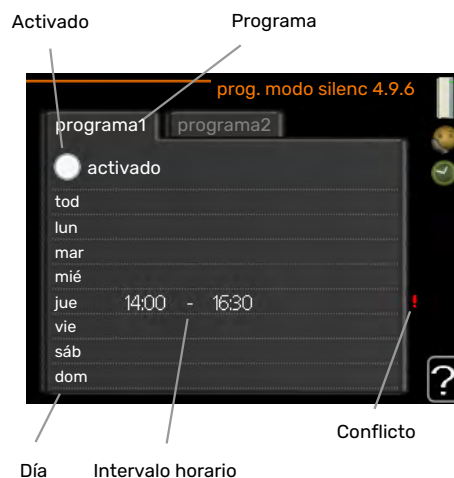 Activado
Programa
prog. modo silenc 4.9.6
programa1
programa2
activado
tod
lun
mar
mié
jue 14:00 - 16:30 !
vie
sáb
dom
?
Conflicto
Día
Intervalo horario